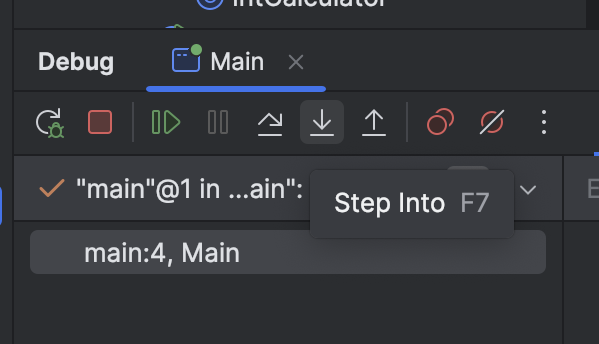 IntCalculator
Debug
Main
"main"@1 in ...ain":
Step Into F7
E
main:4, Main